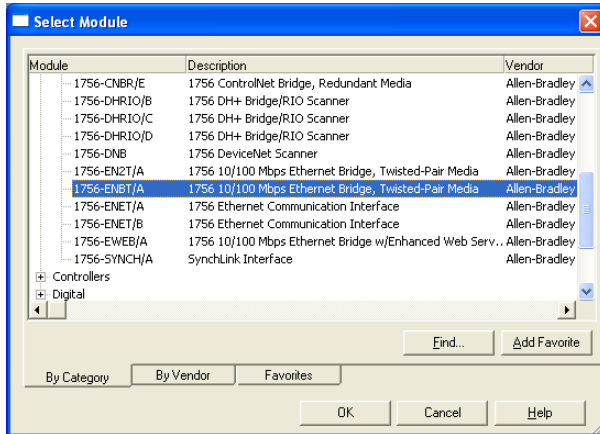 Select Module
Module Description Vendor
1756-CNBR/E 1756 ControlNet Bridge, Redundant Media Allen-Bradley
1756-DHRIO/B 1756 DH+ Bridge/RIO Scanner Allen-Bradley
1756-DHRIO/C 1756 DH+ Bridge/RIO Scanner Allen-Bradley
1756-DHRIO/D 1756 DH+ Bridge/RIO Scanner Allen-Bradley
1756-DNB 1756 DeviceNet Scanner Allen-Bradley
1756-EN2T/A 1756 10/100 Mbps Ethernet Bridge, Twisted-Pair Media Allen-Bradley
1756-ENBT/A 1756 10/100 Mbps Ethernet Bridge, Twisted-Pair Media Allen-Bradley
1756-ENET/A 1756 Ethernet Communication Interface Allen-Bradley
1756-ENET/B 1756 Ethernet Communication Interface Allen-Bradley
1756-EWEB/A 1756 10/100 Mbps Ethernet Bridge w/Enhanced Web Serv... Allen-Bradley
1756-SYNCH/A SynchLink Interface Allen-Bradley
Controllers
Digital
Find... Add Favorite
By Category By Vendor Favorites
OK Cancel Help